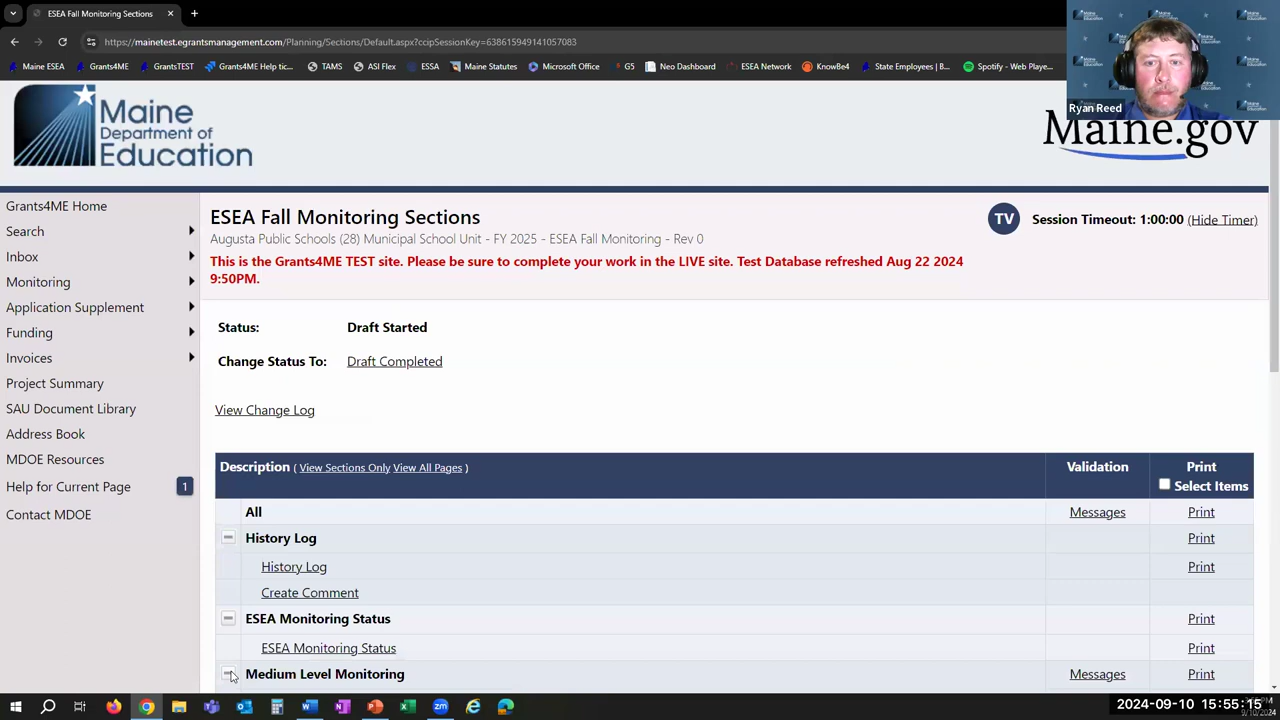 ESEA Fall Monitoring Sections
https://mainetest.egrantsmanagement.com/Planning/Sections/Default.aspx?ccipSessionKey=638615949141057083
Maine ESEA
Grants4ME
GrantsTEST
Grants4ME Help tic...
TAMS
ASI Flex
ESSA
Maine Statutes
Microsoft Office
G5
Neo Dashboard
ESEA Network
KnowBe4
State Employees | B...
Spotify - Web Playe...
Ryan Reed
Maine
Department of
Education
Maine.gov
Grants4ME Home
Search
Inbox
Monitoring
Application Supplement
Funding
Invoices
Project Summary
SAU Document Library
Address Book
MDOE Resources
Help for Current Page 1
Contact MDOE
ESEA Fall Monitoring Sections
Augusta Public Schools (28) Municipal School Unit - FY 2025 - ESEA Fall Monitoring - Rev 0
This is the Grants4ME TEST site. Please be sure to complete your work in the LIVE site. Test Database refreshed Aug 22 2024
9:50PM.
TV
Session Timeout: 1:00:00 (Hide Timer)
Status: Draft Started
Change Status To: Draft Completed
View Change Log
Description ( View Sections Only View All Pages ) Validation Print
Select Items
All Messages Print
History Log Print
History Log Print
Create Comment
ESEA Monitoring Status Print
ESEA Monitoring Status Print
Medium Level Monitoring Messages Print
2024-09-10 15:55:15